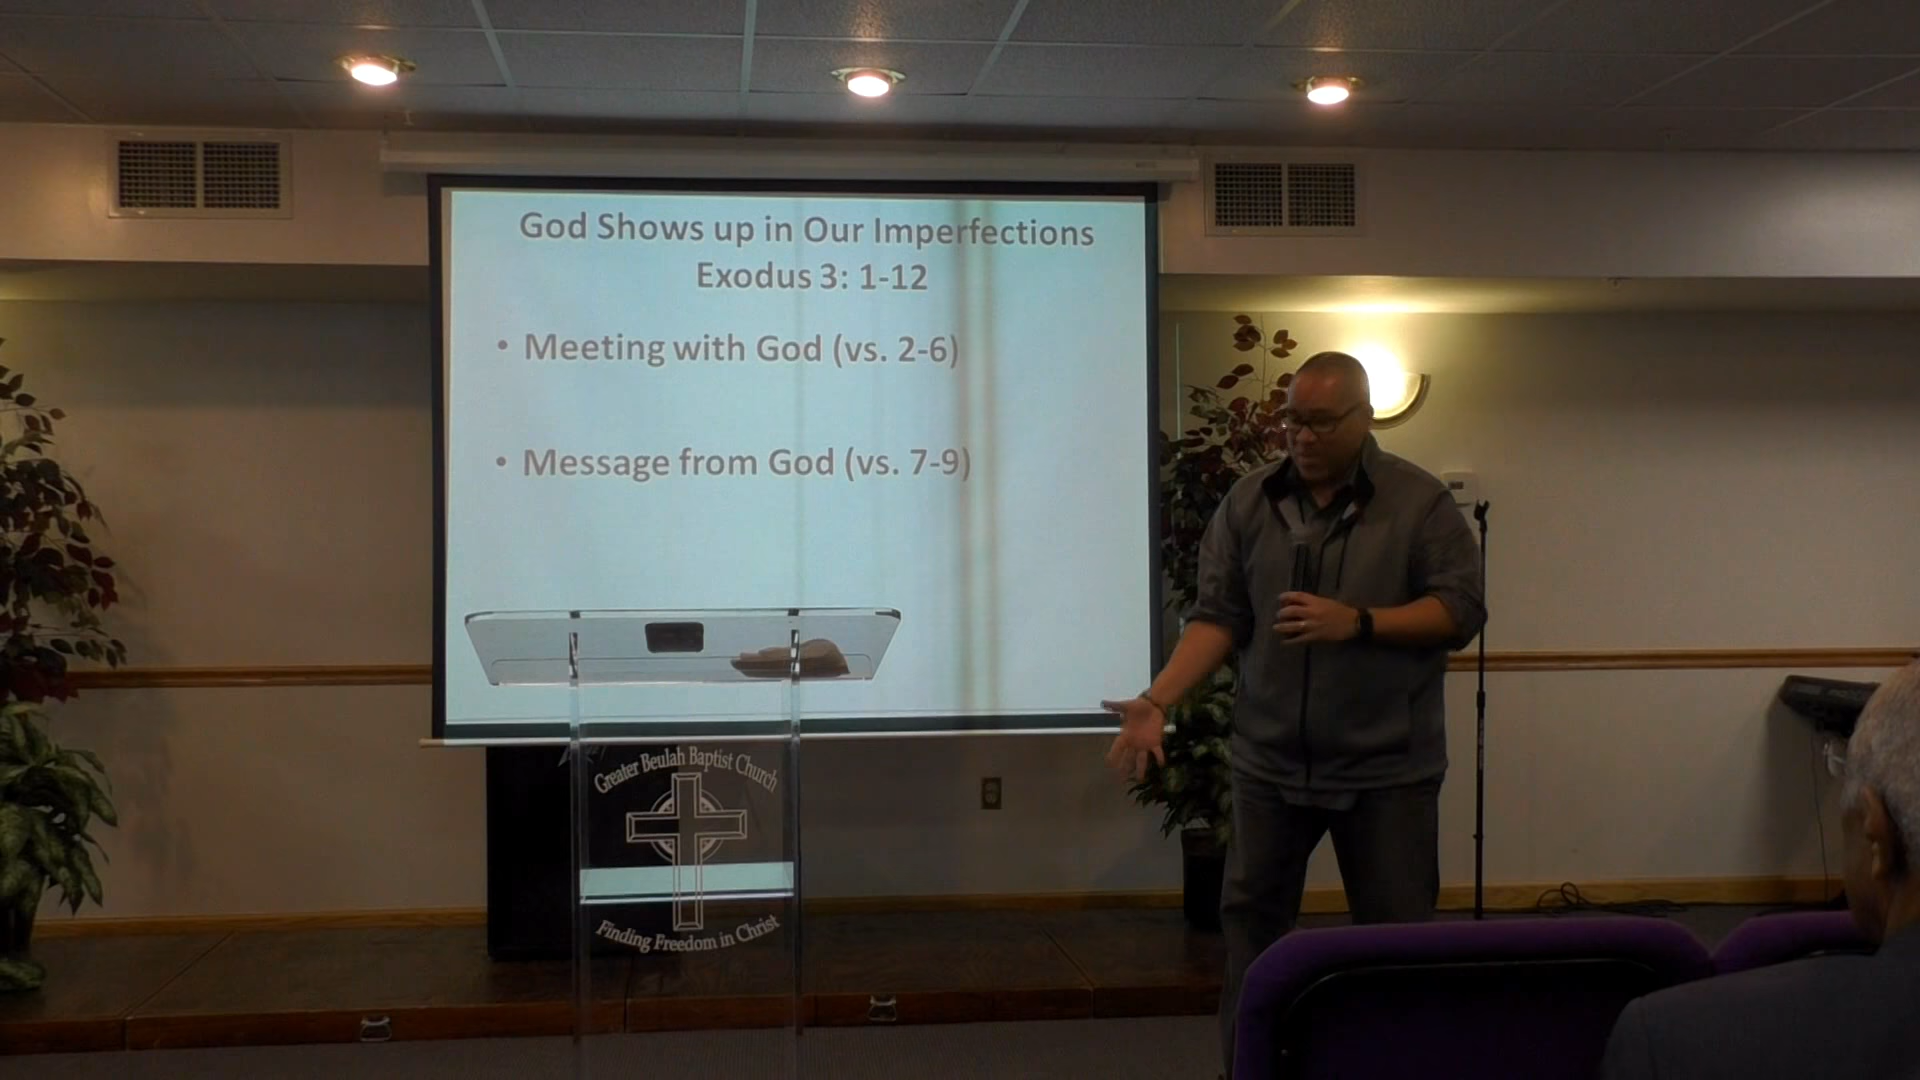 God Shows up in Our Imperfections
Exodus 3: 1-12
• Meeting with God (vs. 2-6)
• Message from God (vs. 7-9)
Greater Beulah Baptist Church
Finding Freedom in Christ